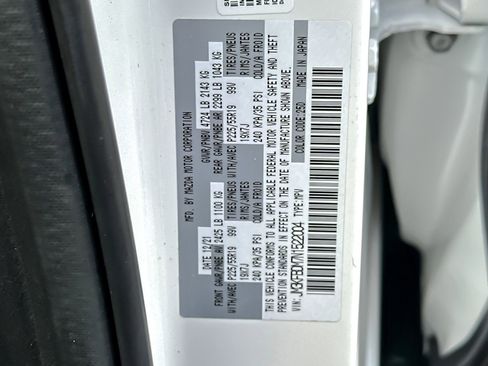 MFD. BY MAZDA MOTOR CORPORATION
DATE 12/21 GVWR/PNBV 4724 LB 2143 KG
FRONT GAWR/PNBE AV 2425 LB 1100 KG REAR GAWR/PNBE AR 2299 LB 1043 KG
WITH/AVEC P225/55R19 99V TIRES/PNEUS WITH/AVEC P225/55R19 99V TIRES/PNEUS
19X7J RIMS/JANTES 19X7J RIMS/JANTES
240 KPA/35 PSI COLD/A FROID 240 KPA/35 PSI COLD/A FROID
THIS VEHICLE CONFORMS TO ALL APPLICABLE FEDERAL MOTOR VEHICLE SAFETY AND THEFT
PREVENTION STANDARDS IN EFFECT ON THE DATE OF MANUFACTURE SHOWN ABOVE.
COLOR:25D MADE IN JAPAN
VIN: TYPE:MPV